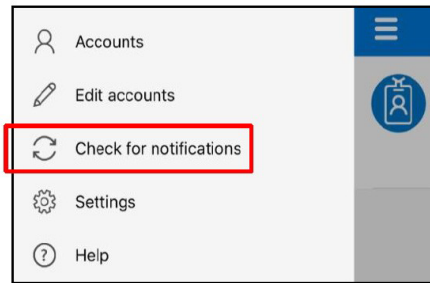 Accounts
Edit accounts
Check for notifications
Settings
Help